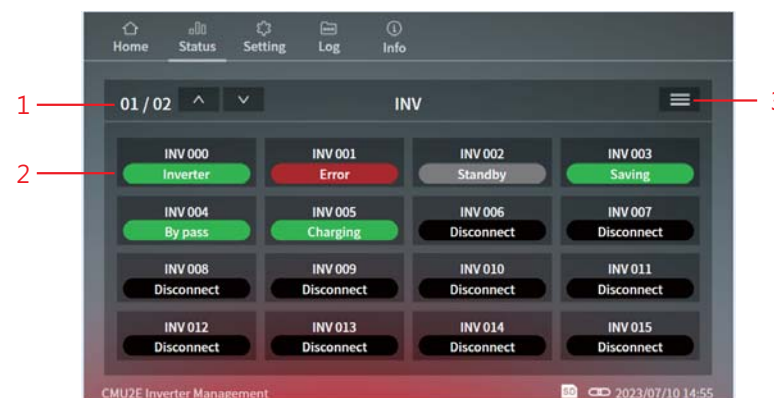 Home Status Setting Log Info
1 01 / 02 INV
INV 000 INV 001 INV 002 INV 003
2 Inverter Error Standby Saving
INV 004 INV 005 INV 006 INV 007
By pass Charging Disconnect Disconnect
INV 008 INV 009 INV 010 INV 011
Disconnect Disconnect Disconnect Disconnect
INV 012 INV 013 INV 014 INV 015
Disconnect Disconnect Disconnect Disconnect
CMU2E Inverter Management SD 2023/07/10 14:55